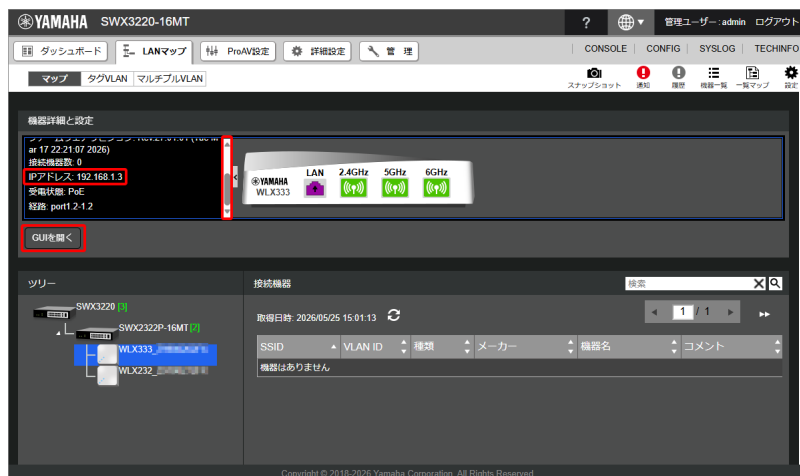 YAMAHA SWX3220-16MT
? ▼ 管理ユーザー:admin ログアウト
ダッシュボード LANマップ ProAV設定 詳細設定 管 理
CONSOLE CONFIG SYSLOG TECHINFO
マップ タグVLAN マルチプルVLAN
スナップショット 通知 履歴 機器一覧 一覧マップ 設定
機器詳細と設定
ar 17 22:21:07 2026)
接続機器数: 0
IPアドレス: 192.168.1.3
受電状態: PoE
経路: port1.2-1.2
YAMAHA
WLX333
LAN 2.4GHz 5GHz 6GHz
GUIを開く
ツリー
SWX3220 [3]
SWX2322P-16MT [2]
WLX333_
WLX232_
接続機器
検索
取得日時: 2026/05/25 15:01:13
1 / 1
SSID VLAN ID 種類 メーカー 機器名 コメント
機器はありません
Copyright © 2018-2026 Yamaha Corporation. All Rights Reserved.